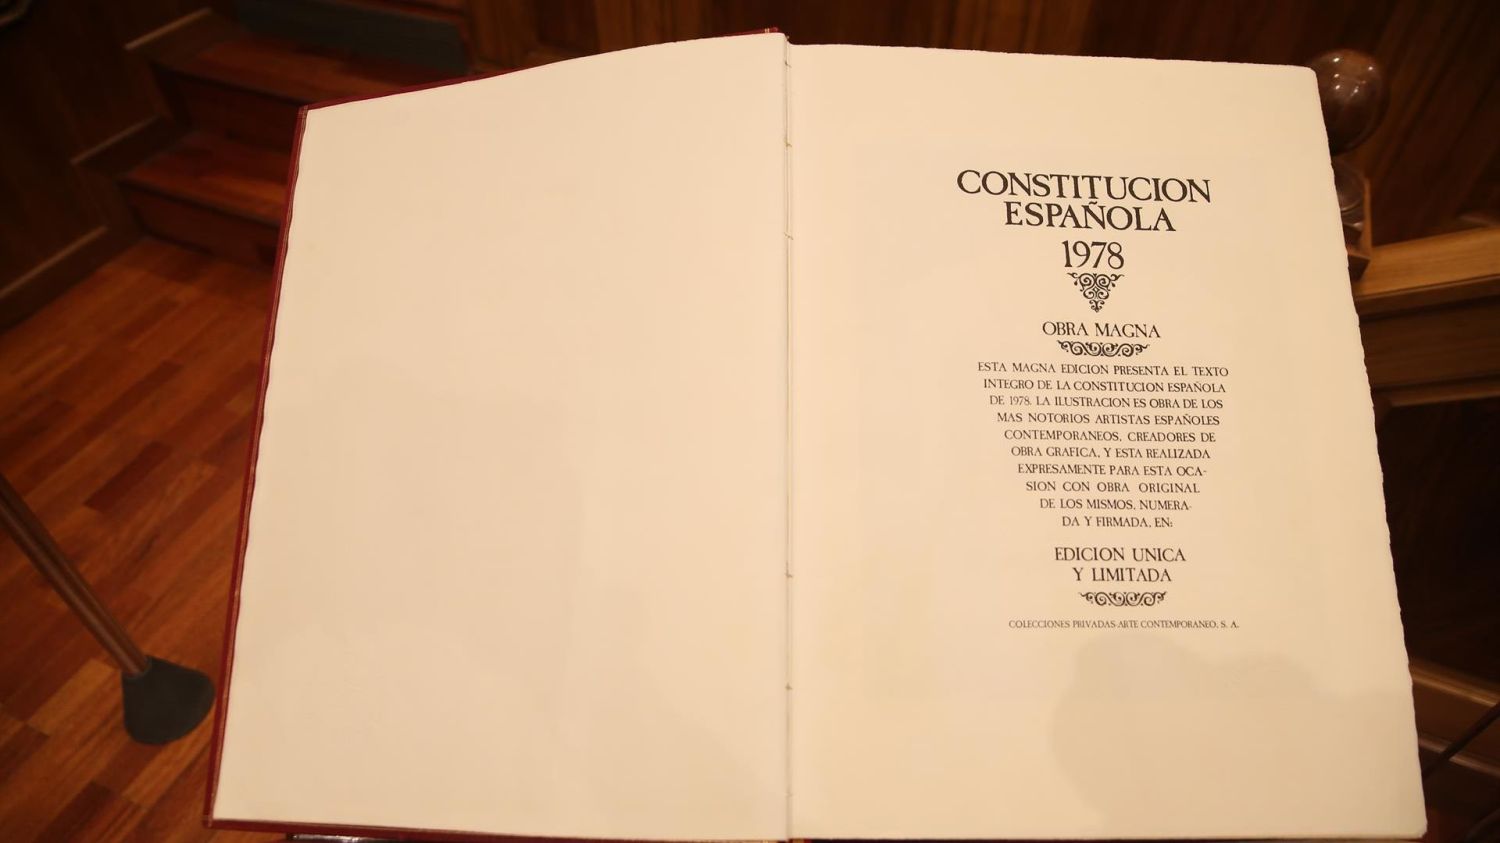 CONSTITUCION
ESPAÑOLA
1978
OBRA MAGNA
ESTA MAGNA EDICION PRESENTA EL TEXTO
INTEGRO DE LA CONSTITUCION ESPAÑOLA
DE 1978. LA ILUSTRACION ES OBRA DE LOS
MAS NOTORIOS ARTISTAS ESPAÑOLES
CONTEMPORANEOS, CREADORES DE
OBRA GRAFICA, Y ESTA REALIZADA
EXPRESAMENTE PARA ESTA OCA-
SION CON OBRA ORIGINAL
DE LOS MISMOS, NUMERA-
DA Y FIRMADA, EN:
EDICION UNICA
Y LIMITADA
COLECCIONES PRIVADAS-ARTE CONTEMPORANEO, S. A.